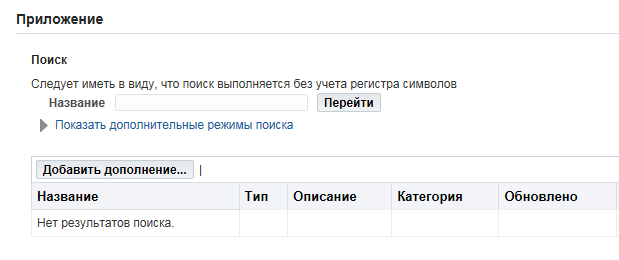 Приложение
Поиск
Следует иметь в виду, что поиск выполняется без учета регистра символов
Название Перейти
Показать дополнительные режимы поиска
Добавить дополнение... |
Название Тип Описание Категория Обновлено
Нет результатов поиска.